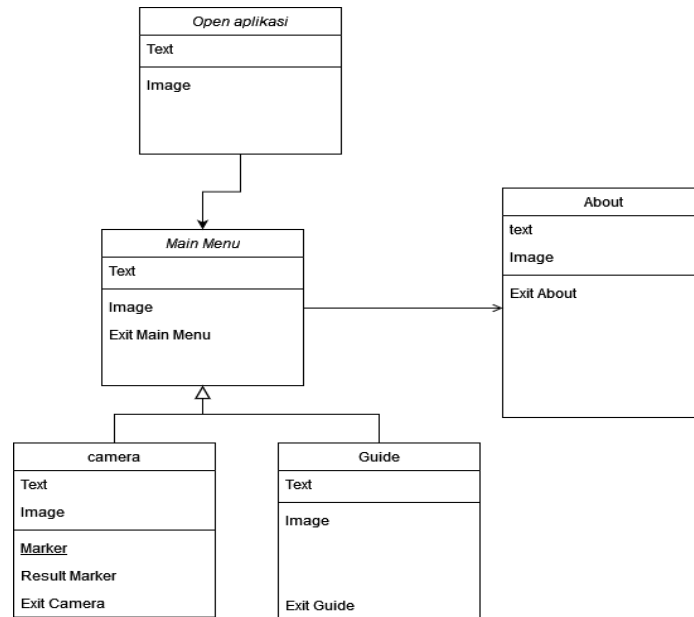 Open aplikasi
Text
Image
Main Menu
Text
Image
Exit Main Menu
About
text
Image
Exit About
camera
Text
Image
Marker
Result Marker
Exit Camera
Guide
Text
Image
Exit Guide